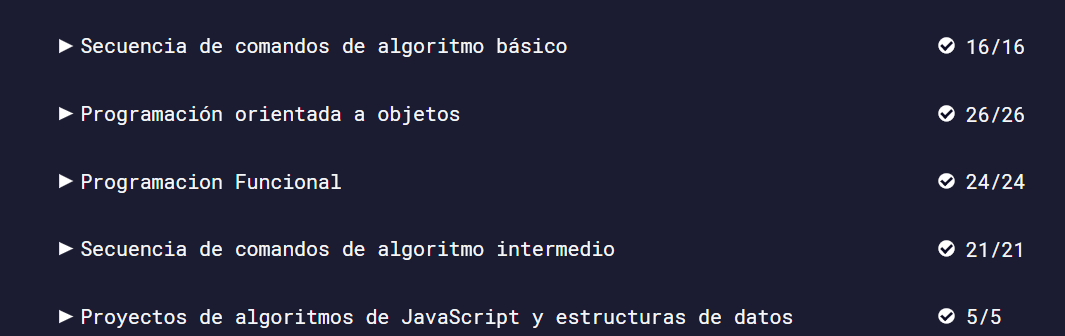 Secuencia de comandos de algoritmo básico 16/16
Programación orientada a objetos 26/26
Programacion Funcional 24/24
Secuencia de comandos de algoritmo intermedio 21/21
Proyectos de algoritmos de JavaScript y estructuras de datos 5/5